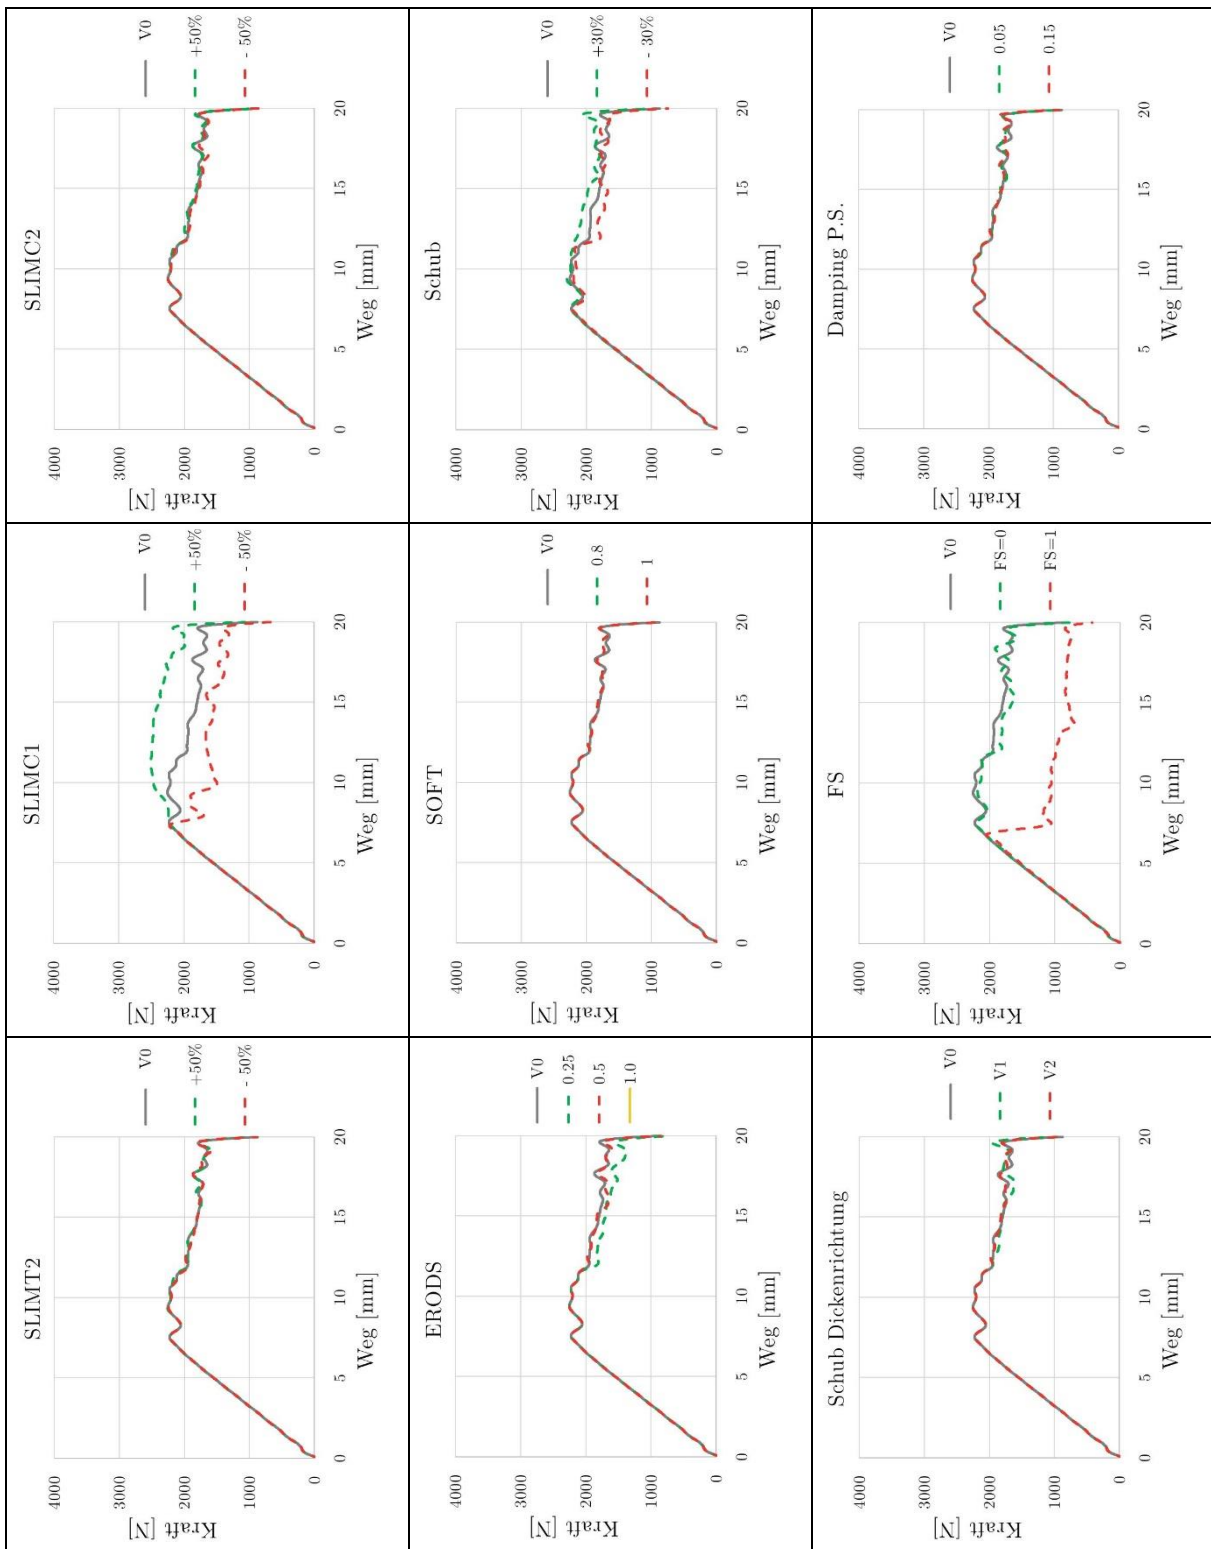 SLIMT2
Kraft [N]
4000
3000
2000
1000
0
0 5 10 15 20
Weg [mm]
V0
+50%
- 50%
SLIMC1
Kraft [N]
4000
3000
2000
1000
0
0 5 10 15 20
Weg [mm]
V0
+50%
- 50%
SLIMC2
Kraft [N]
4000
3000
2000
1000
0
0 5 10 15 20
Weg [mm]
V0
+50%
- 50%
ERODS
Kraft [N]
4000
3000
2000
1000
0
0 5 10 15 20
Weg [mm]
V0
0.25
0.5
1.0
SOFT
Kraft [N]
4000
3000
2000
1000
0
0 5 10 15 20
Weg [mm]
V0
0.8
1
Schub
Kraft [N]
4000
3000
2000
1000
0
0 5 10 15 20
Weg [mm]
V0
+30%
- 30%
Schub Dickenrichtung
Kraft [N]
4000
3000
2000
1000
0
0 5 10 15 20
Weg [mm]
V0
V1
V2
FS
Kraft [N]
4000
3000
2000
1000
0
0 5 10 15 20
Weg [mm]
V0
FS=0
FS=1
Damping P.S.
Kraft [N]
4000
3000
2000
1000
0
0 5 10 15 20
Weg [mm]
V0
0.05
0.15